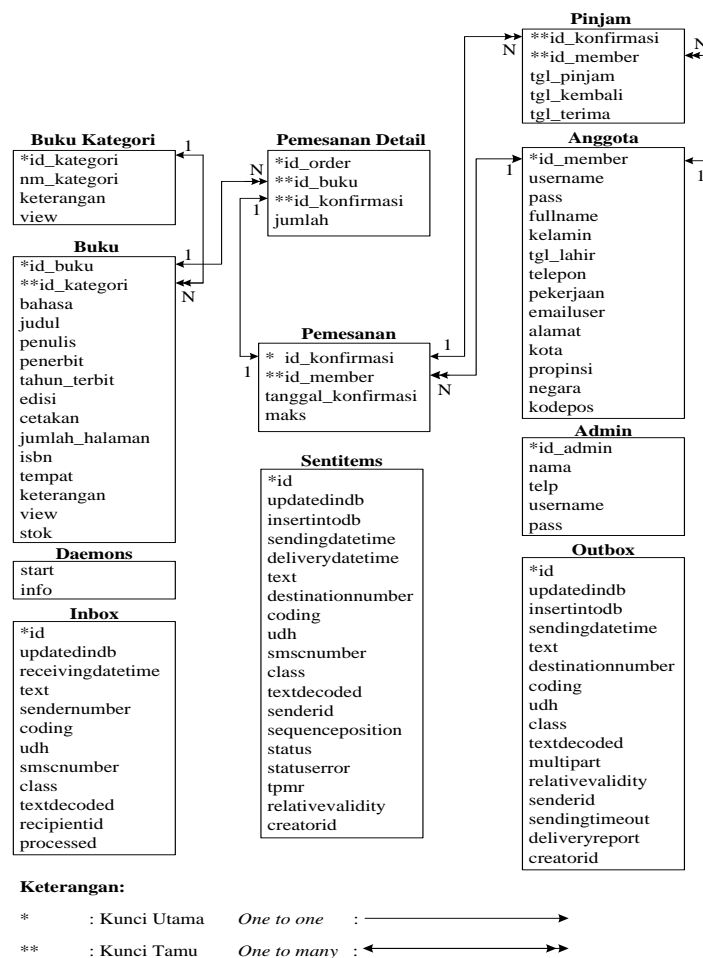 Pinjam
**id_konfirmasi
**id_member
tgl_pinjam
tgl_kembali
tgl_terima
N
N
1
Buku Kategori
*id_kategori
nm_kategori
keterangan
view
1
Pemesanan Detail
*id_order
**id_buku
**id_konfirmasi
jumlah
N
1
Anggota
*id_member
username
pass
fullname
kelamin
tgl_lahir
telepon
pekerjaan
emailuser
alamat
kota
propinsi
negara
kodepos
1
1
Buku
*id_buku
**id_kategori
bahasa
judul
penulis
penerbit
tahun_terbit
edisi
cetakan
jumlah_halaman
isbn
tempat
keterangan
view
stok
1
N
Pemesanan
* id_konfirmasi
**id_member
tanggal_konfirmasi
maks
1
1
N
Admin
*id_admin
nama
telp
username
pass
Sentitems
*id
updatedindb
insertintodb
sendingdatetime
deliverydatetime
text
destinationnumber
coding
udh
smscnumber
class
textdecoded
senderid
sequenceposition
status
statuserror
tpmr
relativevalidity
creatorid
Daemons
start
info
Inbox
*id
updatedindb
receivingdatetime
text
sendernumber
coding
udh
smscnumber
class
textdecoded
recipientid
processed
Outbox
*id
updatedindb
insertintodb
sendingdatetime
text
destinationnumber
coding
udh
class
textdecoded
multipart
relativevalidity
senderid
sendingtimeout
deliveryreport
creatorid
Keterangan:
* : Kunci Utama One to one :
** : Kunci Tamu One to many :